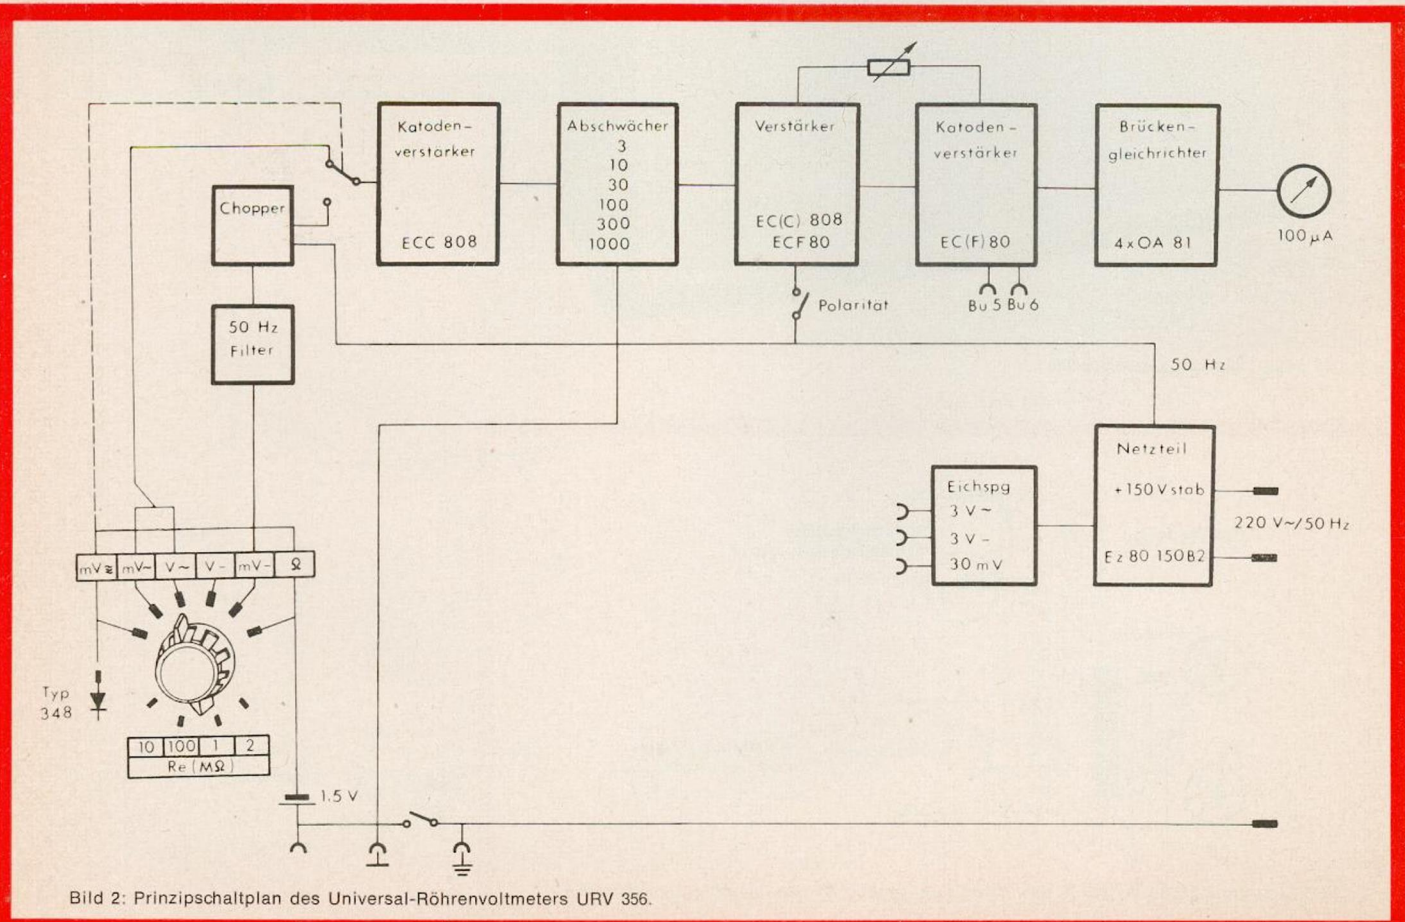 Katoden-
verstärker
ECC 808
Abschwächer
3
10
30
100
300
1000
Verstärker
EC(C) 808
ECF 80
Katoden-
verstärker
EC(F) 80
Brücken-
gleichrichter
4xOA 81
100 µA
Chopper
50 Hz
Filter
Polarität
Bu 5 Bu 6
50 Hz
Netzteil
+150 V stab
Ez 80 150B2
220 V~/50 Hz
Eichspg
3 V ~
3 V -
30 mV
mV≂ mV~ V~ V- mV- Ω
Typ
348
10 100 1 2
Re (MΩ)
1.5 V
Bild 2: Prinzipschaltplan des Universal-Röhrenvoltmeters URV 356.